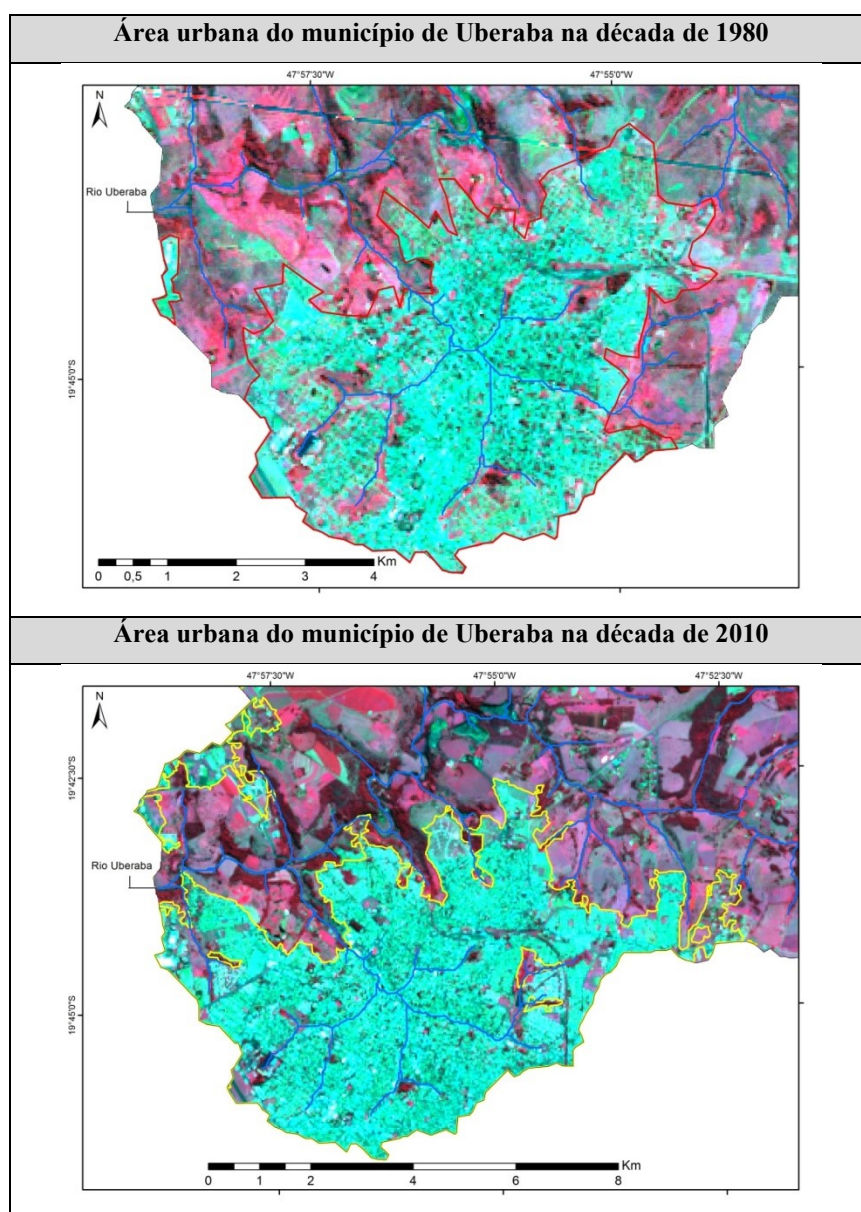 Área urbana do município de Uberaba na década de 1980
47°57'30"W 47°55'0"W
N
Rio Uberaba
19°45'0"S
Km
0 0,5 1 2 3 4
Área urbana do município de Uberaba na década de 2010
47°57'30"W 47°55'0"W 47°52'30"W
N
19°42'30"S
Rio Uberaba
19°45'0"S
Km
0 1 2 4 6 8